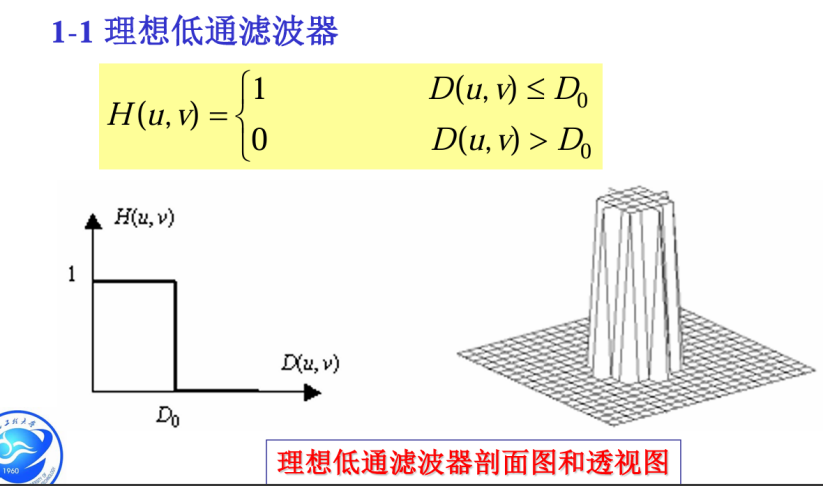 1-1 理想低通滤波器
H(u, v) = {1 D(u, v) ≤ D₀
0 D(u, v) > D₀
H(u, v)
1
D(u, v)
D₀
1960
理想低通滤波器剖面图和透视图